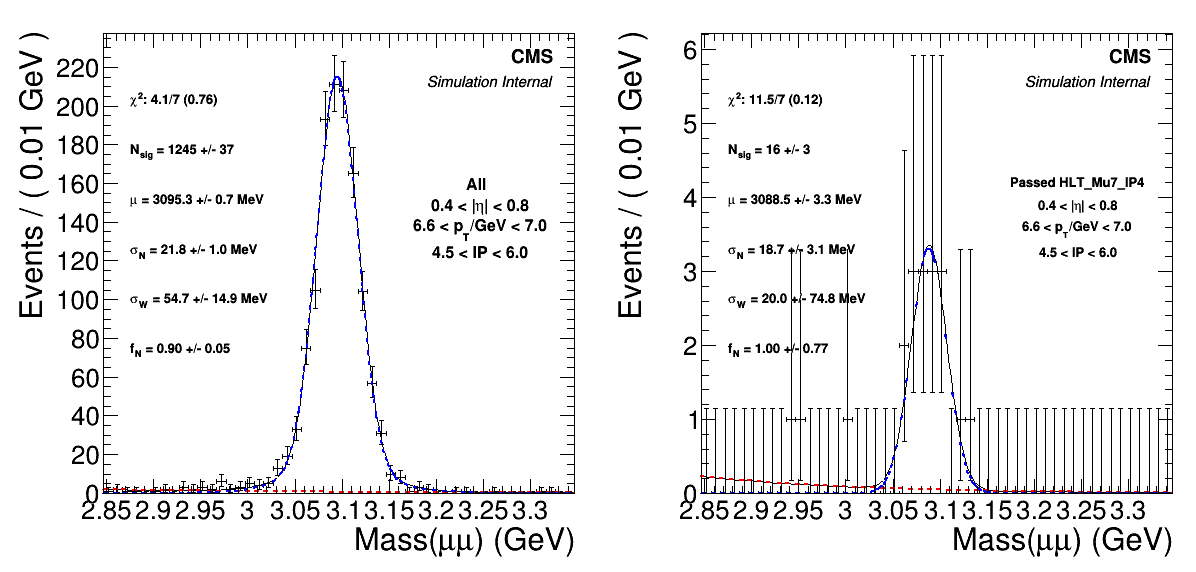 CMS
Simulation Internal
χ²: 4.1/7 (0.76)
N_sig = 1245 +/- 37
μ = 3095.3 +/- 0.7 MeV
σ_N = 21.8 +/- 1.0 MeV
σ_W = 54.7 +/- 14.9 MeV
f_N = 0.90 +/- 0.05
All
0.4 < |η| < 0.8
6.6 < p_T/GeV < 7.0
4.5 < IP < 6.0
Events / ( 0.01 GeV )
220
200
180
160
140
120
100
80
60
40
20
0
2.85 2.9 2.95 3 3.05 3.1 3.15 3.2 3.25 3.3
Mass(μμ) (GeV)
CMS
Simulation Internal
χ²: 11.5/7 (0.12)
N_sig = 16 +/- 3
μ = 3088.5 +/- 3.3 MeV
σ_N = 18.7 +/- 3.1 MeV
σ_W = 20.0 +/- 74.8 MeV
f_N = 1.00 +/- 0.77
Passed HLT_Mu7_IP4
0.4 < |η| < 0.8
6.6 < p_T/GeV < 7.0
4.5 < IP < 6.0
Events / ( 0.01 GeV )
6
5
4
3
2
1
0
2.85 2.9 2.95 3 3.05 3.1 3.15 3.2 3.25 3.3
Mass(μμ) (GeV)